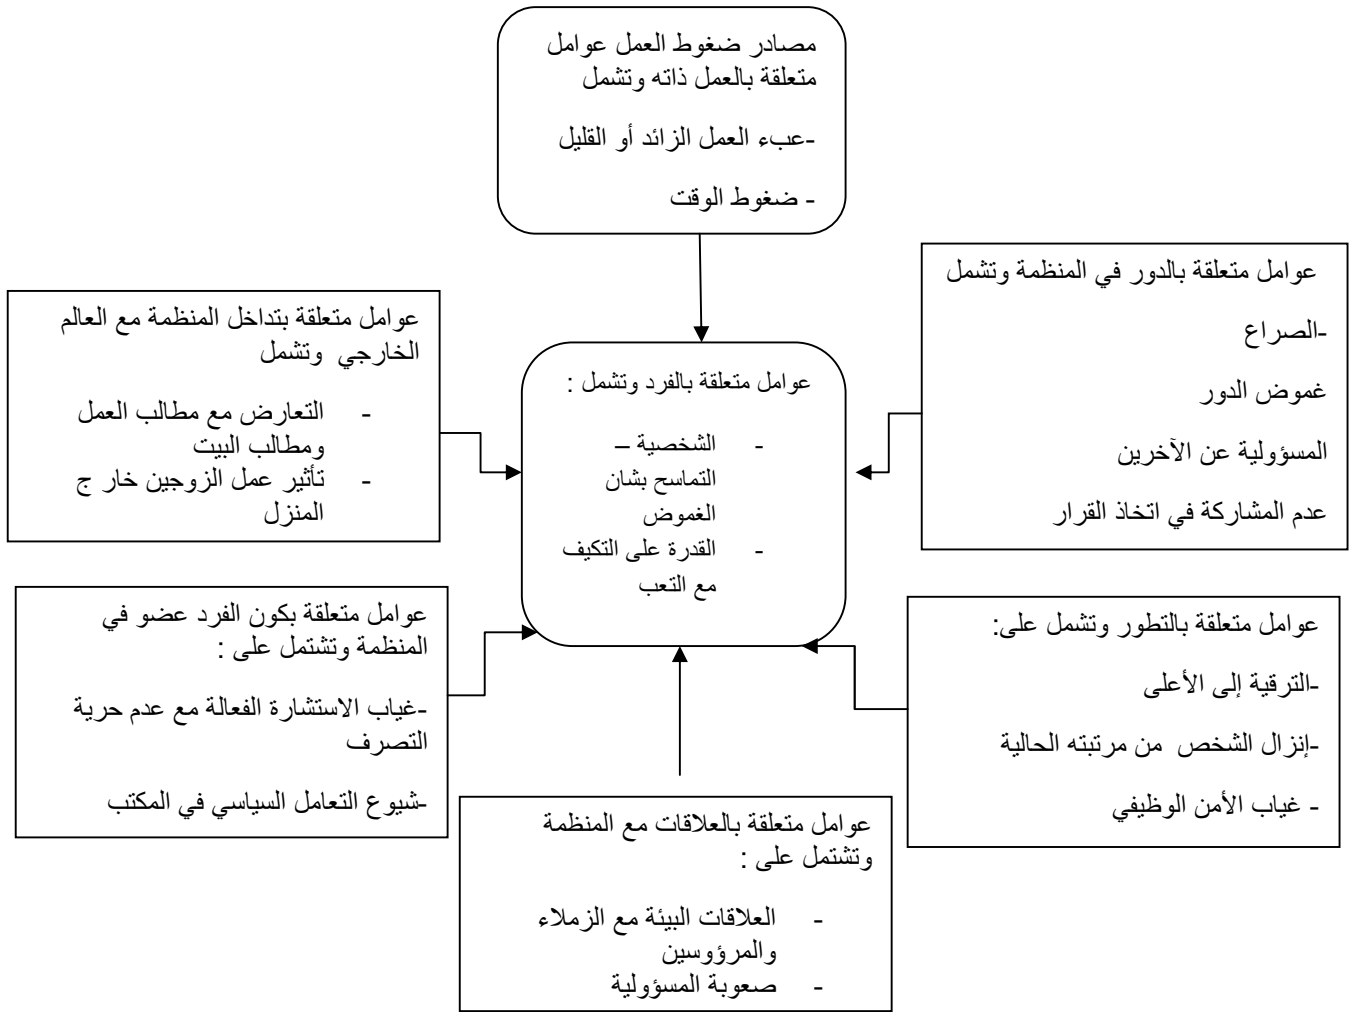 مصادر ضغوط العمل عوامل
متعلقة بالعمل ذاته وتشمل
-عبء العمل الزائد أو القليل
- ضغوط الوقت
عوامل متعلقة بالدور في المنظمة وتشمل
-الصراع
غموض الدور
المسؤولية عن الآخرين
عدم المشاركة في اتخاذ القرار
عوامل متعلقة بتداخل المنظمة مع العالم
الخارجي وتشمل
- التعارض مع مطالب العمل
ومطالب البيت
- تأثير عمل الزوجين خار ج
المنزل
عوامل متعلقة بالفرد وتشمل :
- الشخصية –
التماسح بشان
الغموض
- القدرة على التكيف
مع التعب
عوامل متعلقة بكون الفرد عضو في
المنظمة وتشتمل على :
-غياب الاستشارة الفعالة مع عدم حرية
التصرف
-شيوع التعامل السياسي في المكتب
عوامل متعلقة بالتطور وتشمل على:
-الترقية إلى الأعلى
-إنزال الشخص من مرتبته الحالية
- غياب الأمن الوظيفي
عوامل متعلقة بالعلاقات مع المنظمة
وتشتمل على :
- العلاقات البيئة مع الزملاء
والمرؤوسين
- صعوبة المسؤولية